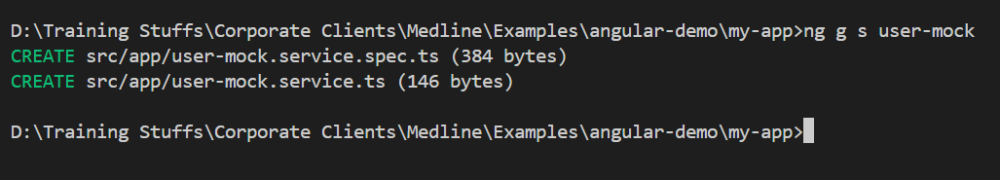 D:\Training Stuffs\Corporate Clients\Medline\Examples\angular-demo\my-app>ng g s user-mock
CREATE src/app/user-mock.service.spec.ts (384 bytes)
CREATE src/app/user-mock.service.ts (146 bytes)
D:\Training Stuffs\Corporate Clients\Medline\Examples\angular-demo\my-app>